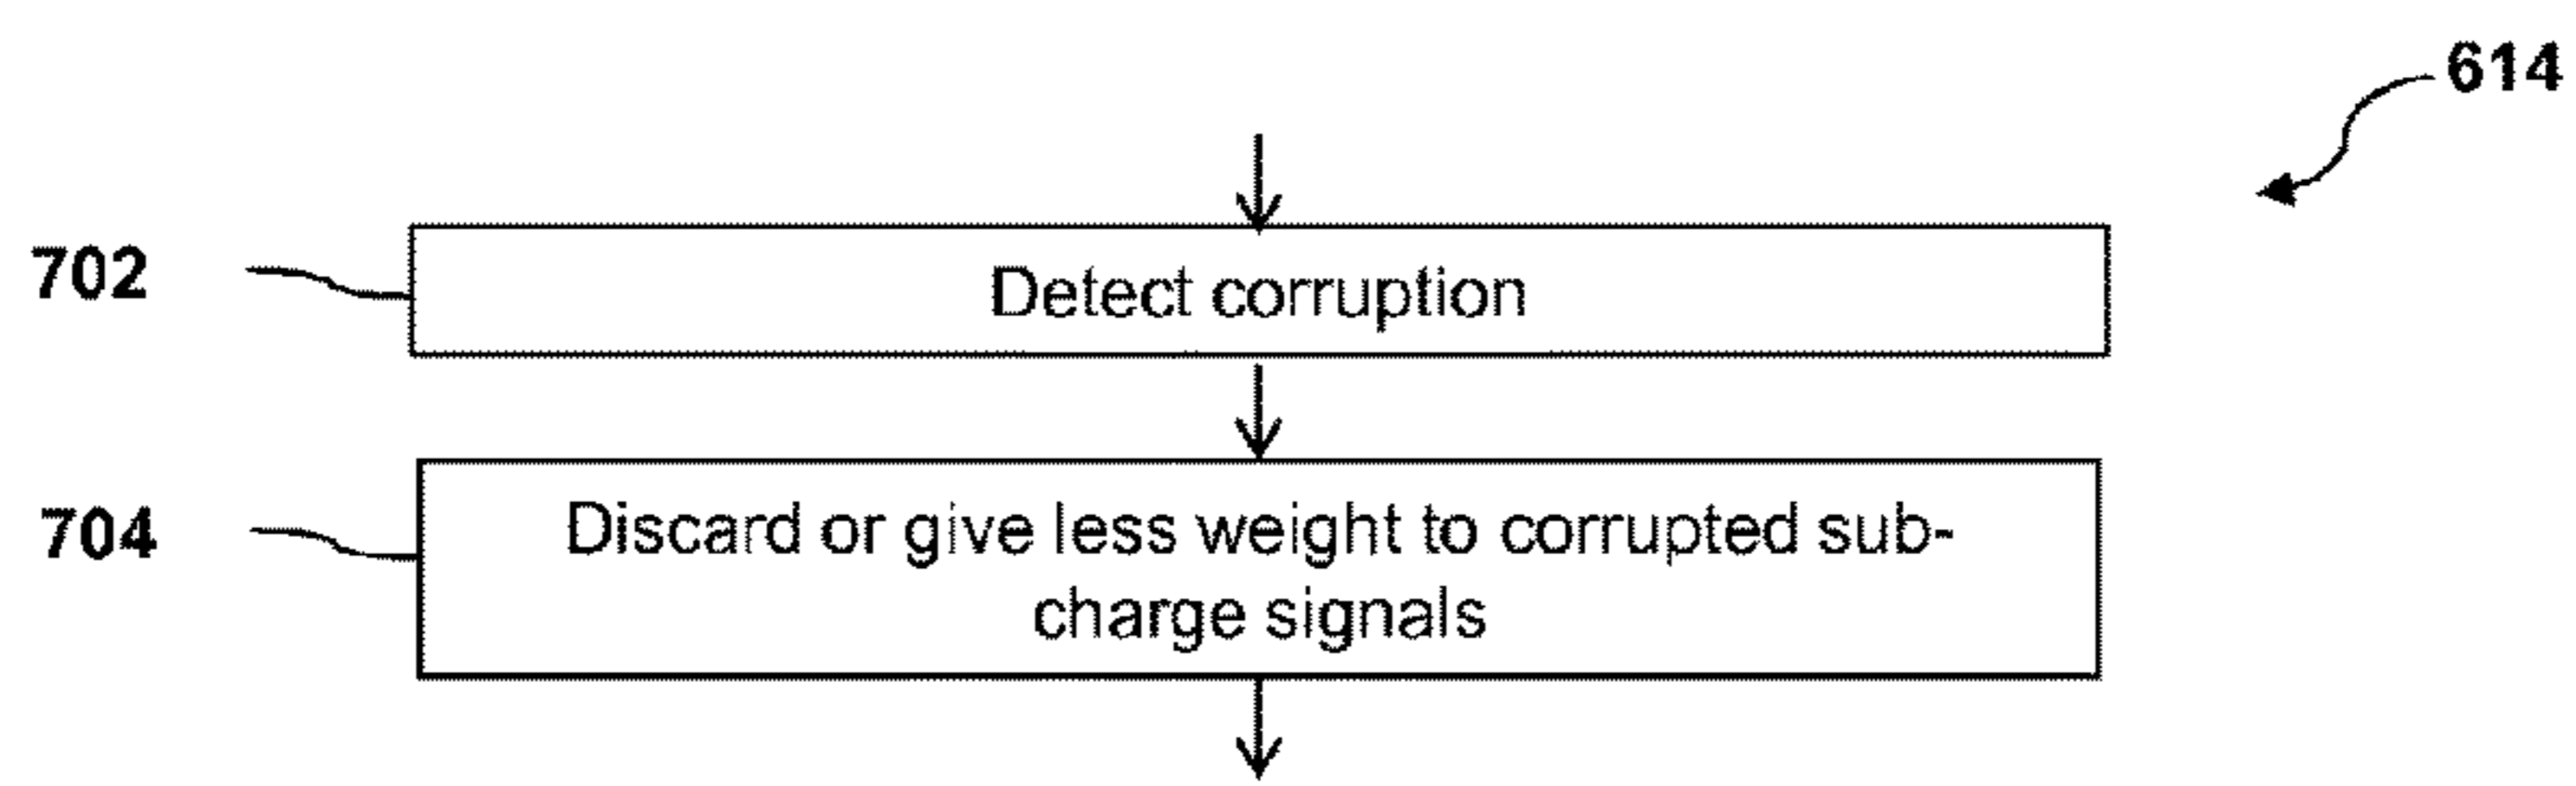 614
702
Detect corruption
704
Discard or give less weight to corrupted sub-
charge signals